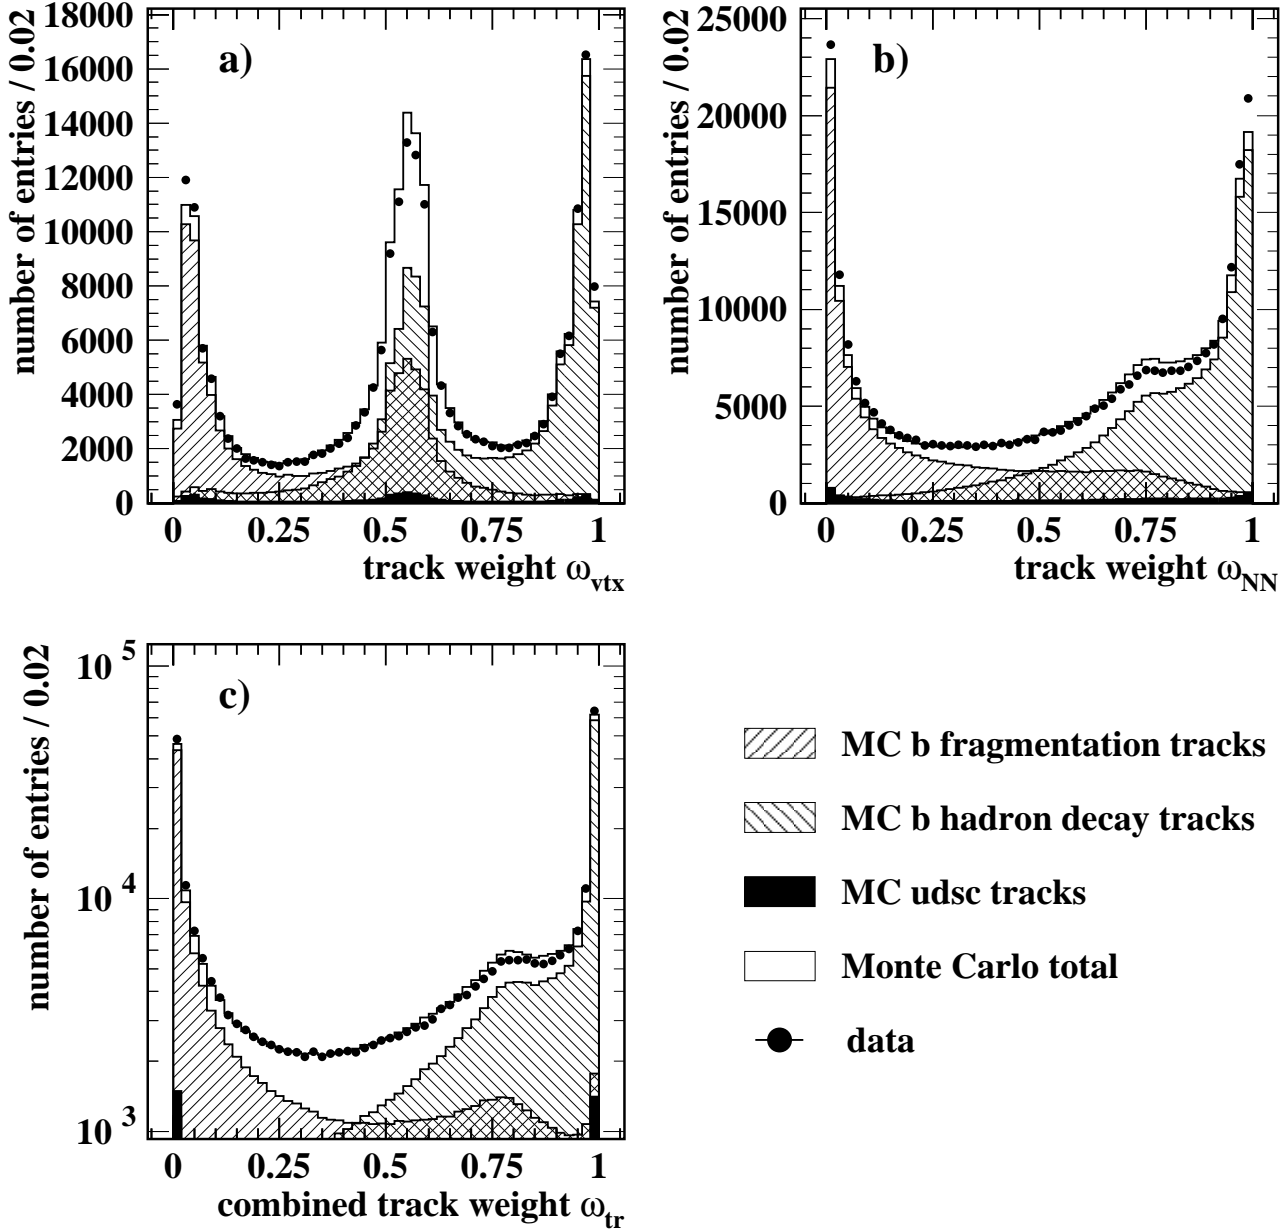 a)
number of entries / 0.02
16000
14000
12000
10000
8000
6000
4000
2000
0
0 0.25 0.5 0.75 1
track weight ω_vtx
b)
number of entries / 0.02
25000
20000
15000
10000
5000
0
0 0.25 0.5 0.75 1
track weight ω_NN
c)
number of entries / 0.02
10^5
10^4
10^3
0 0.25 0.5 0.75 1
combined track weight ω_tr
MC b fragmentation tracks
MC b hadron decay tracks
MC udsc tracks
Monte Carlo total
data